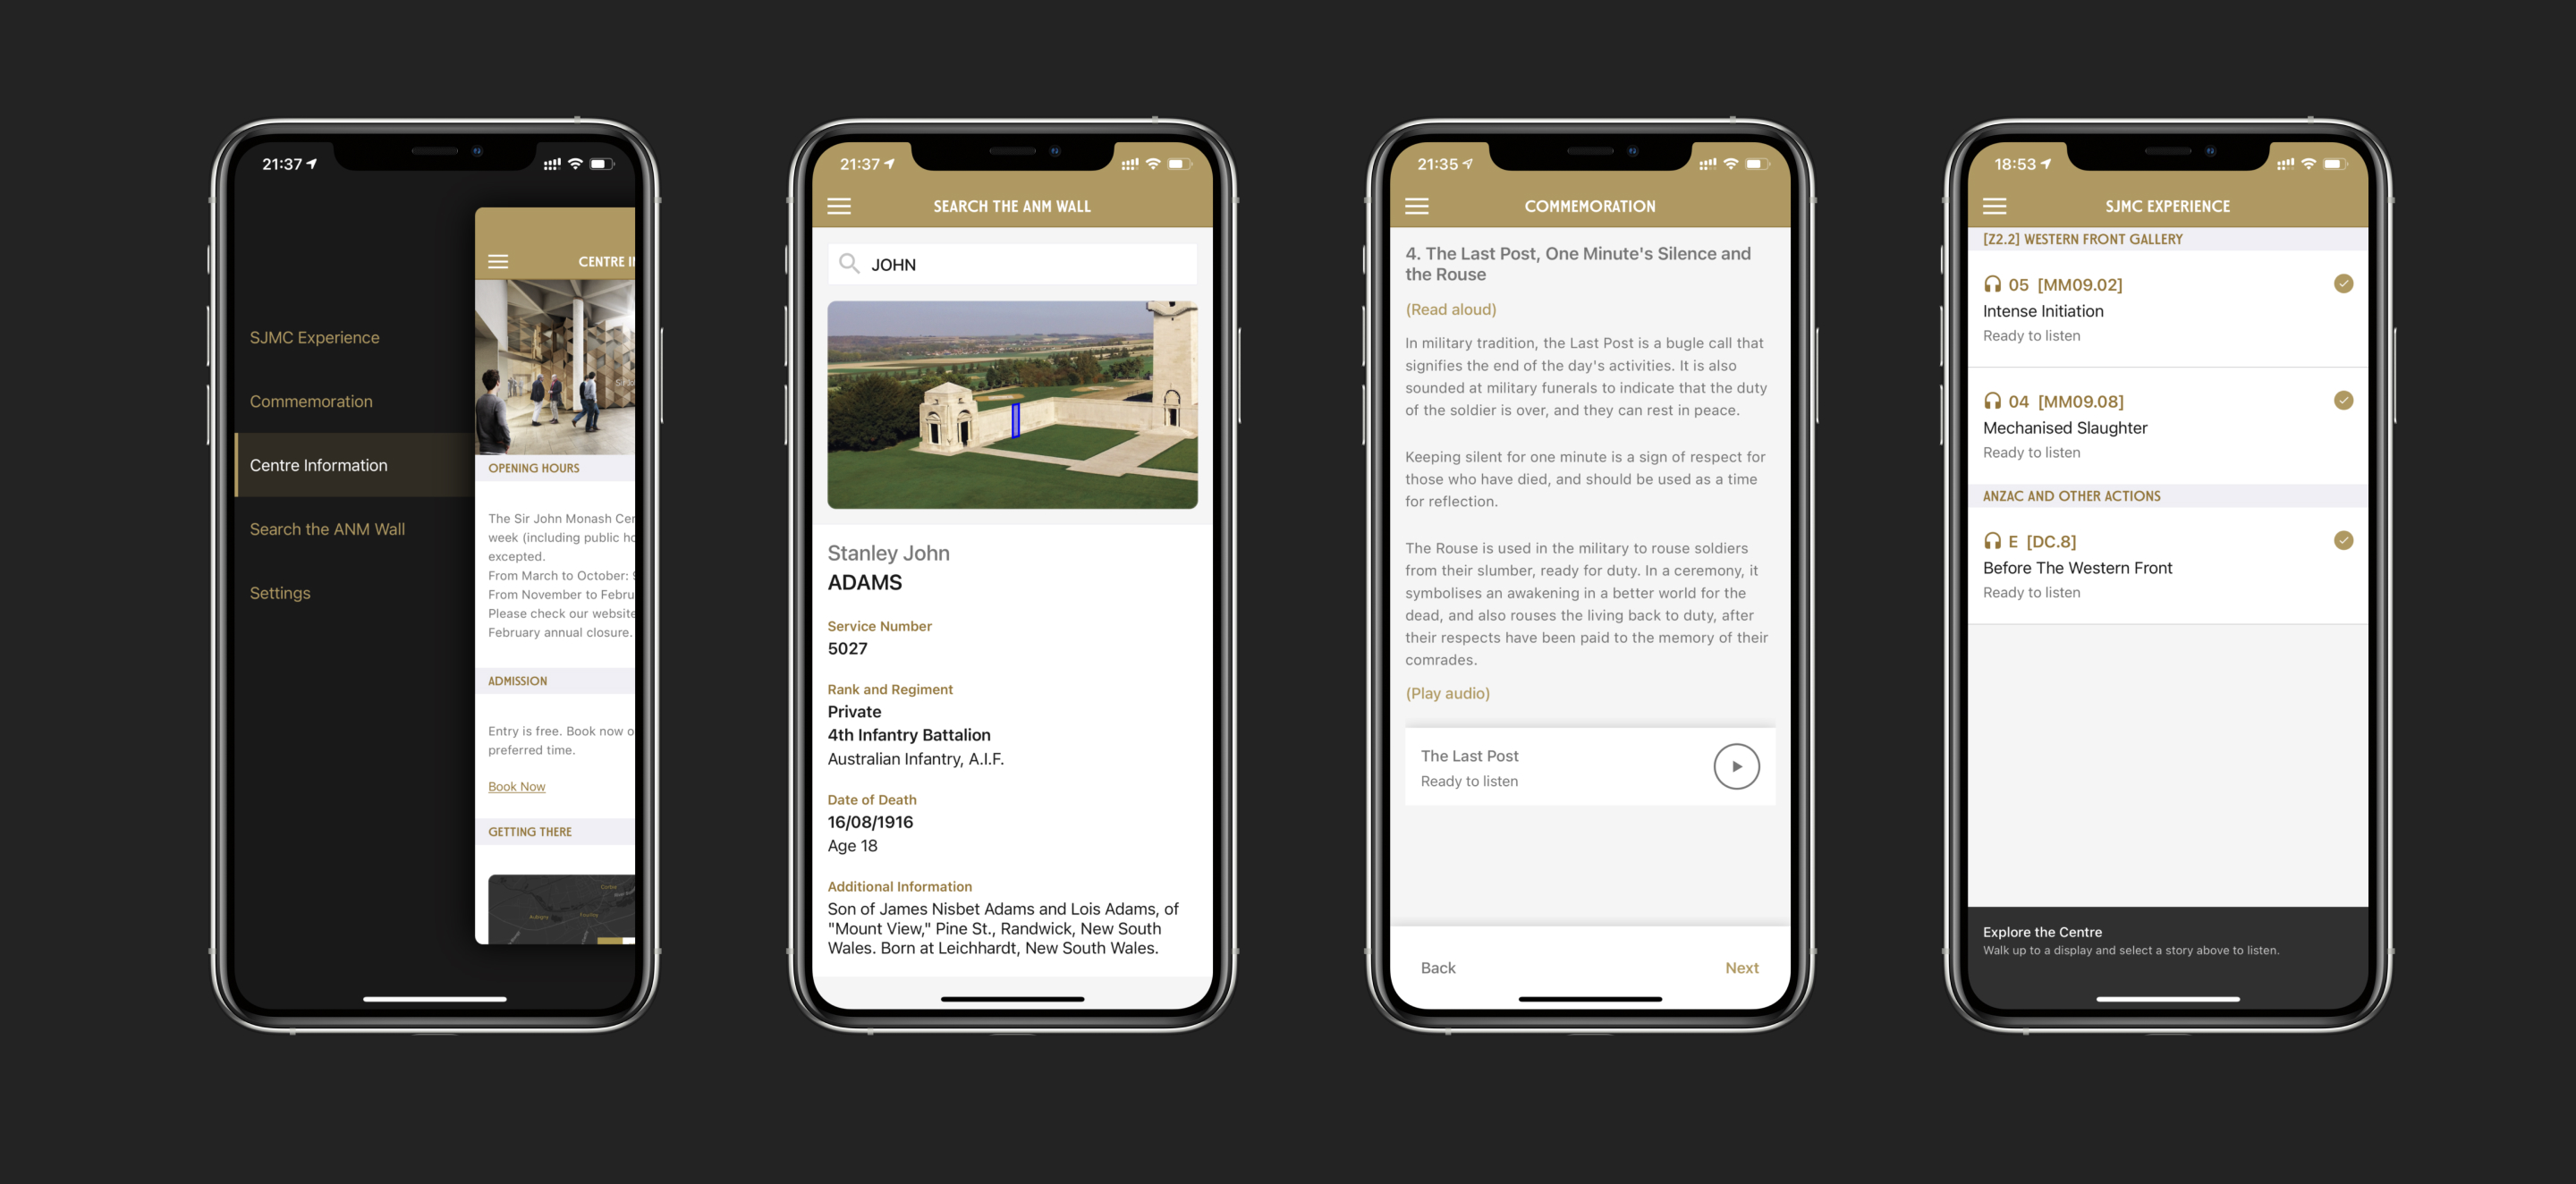 21:37
SJMC Experience
Commemoration
Centre Information
Search the ANM Wall
Settings
CENTRE I
OPENING HOURS
The Sir John Monash Cen
week (including public ho
excepted.
From March to October:
From November to Febru
Please check our website
February annual closure.
ADMISSION
Entry is free. Book now o
preferred time.
Book Now
GETTING THERE
Corbie
Aubigny
Fouilloy
21:37
SEARCH THE ANM WALL
JOHN
Stanley John
ADAMS
Service Number
5027
Rank and Regiment
Private
4th Infantry Battalion
Australian Infantry, A.I.F.
Date of Death
16/08/1916
Age 18
Additional Information
Son of James Nisbet Adams and Lois Adams, of
"Mount View," Pine St., Randwick, New South
Wales. Born at Leichhardt, New South Wales.
21:35
COMMEMORATION
4. The Last Post, One Minute's Silence and
the Rouse
(Read aloud)
In military tradition, the Last Post is a bugle call that
signifies the end of the day's activities. It is also
sounded at military funerals to indicate that the duty
of the soldier is over, and they can rest in peace.
Keeping silent for one minute is a sign of respect for
those who have died, and should be used as a time
for reflection.
The Rouse is used in the military to rouse soldiers
from their slumber, ready for duty. In a ceremony, it
symbolises an awakening in a better world for the
dead, and also rouses the living back to duty, after
their respects have been paid to the memory of their
comrades.
(Play audio)
The Last Post
Ready to listen
Back
Next
18:53
SJMC EXPERIENCE
[Z2.2] WESTERN FRONT GALLERY
05 [MM09.02]
Intense Initiation
Ready to listen
04 [MM09.08]
Mechanised Slaughter
Ready to listen
ANZAC AND OTHER ACTIONS
E [DC.8]
Before The Western Front
Ready to listen
Explore the Centre
Walk up to a display and select a story above to listen.